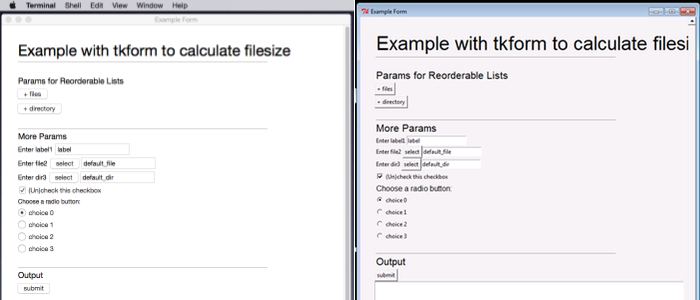 Terminal Shell Edit View Window Help
Example Form
Example with tkform to calculate filesize
Params for Reorderable Lists
+ files
+ directory
More Params
Enter label1 label
Enter file2 select default_file
Enter dir3 select default_dir
(Un)check this checkbox
Choose a radio button:
choice 0
choice 1
choice 2
choice 3
Output
submit
Example Form
Example with tkform to calculate filesi
Params for Reorderable Lists
+ files
+ directory
More Params
Enter label1 label
Enter file2 select default_file
Enter dir3 select default_dir
(Un)check this checkbox
Choose a radio button:
choice 0
choice 1
choice 2
choice 3
Output
submit